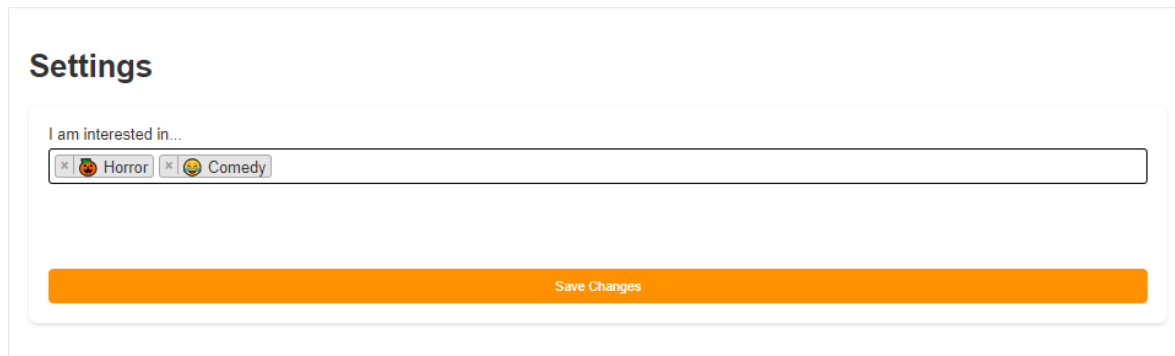 Settings
I am interested in...
× 🎃 Horror × 😂 Comedy
Save Changes